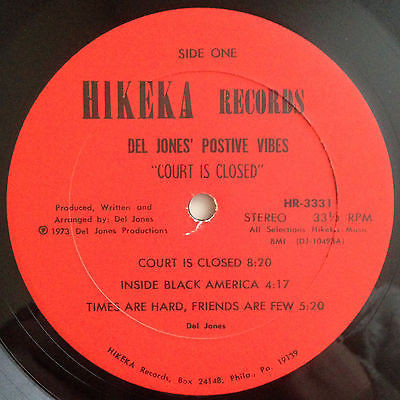 SIDE ONE
HIKEKA RECORDS
DEL JONES' POSTIVE VIBES
"COURT IS CLOSED"
Produced, Written and
Arranged by: Del Jones
Ⓟ 1973 Del Jones Productions
HR-3331
STEREO 33⅓ RPM
All Selections Hikeka Music
BMI (DJ-10498A)
COURT IS CLOSED 8:20
INSIDE BLACK AMERICA 4:17
TIMES ARE HARD, FRIENDS ARE FEW 5:20
Del Jones
HIKEKA Records, Box 24148; Phila., Pa. 19139